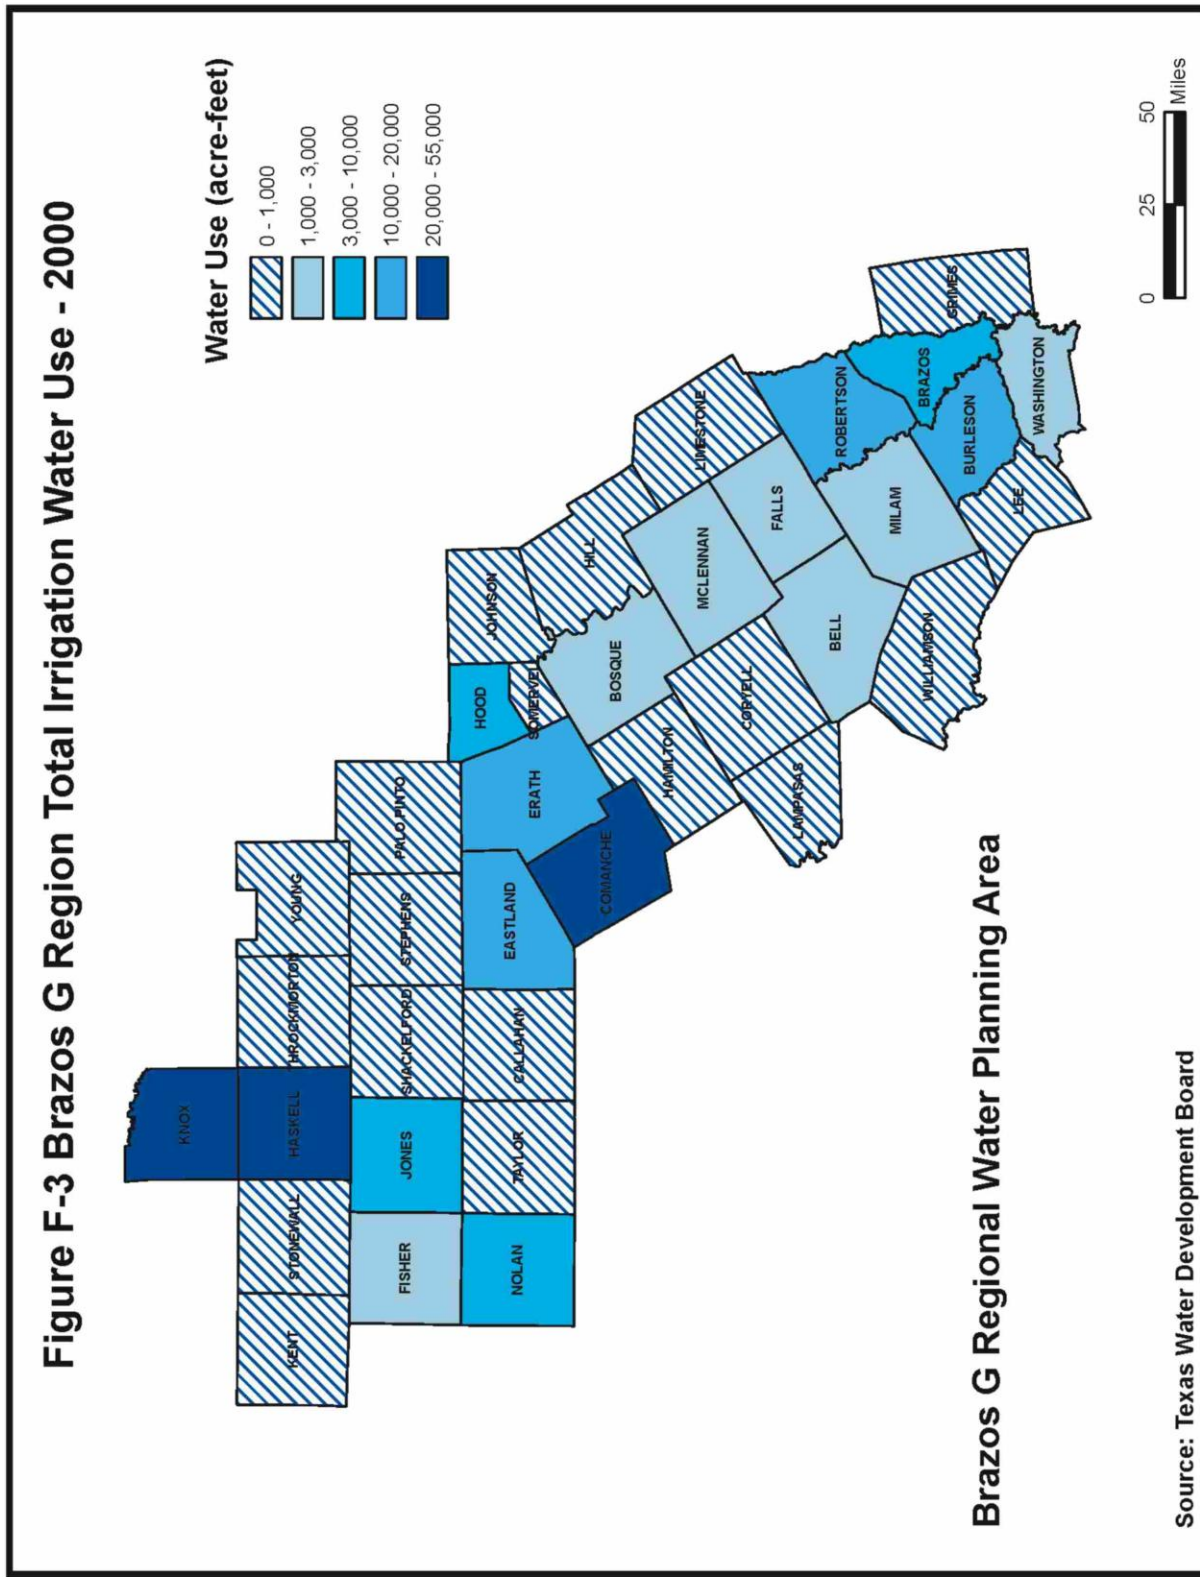 Figure F-3 Brazos G Region Total Irrigation Water Use - 2000
Water Use (acre-feet)
0 - 1,000
1,000 - 3,000
3,000 - 10,000
10,000 - 20,000
20,000 - 55,000
KNOX
KENT
STONEWALL
HASKELL
THROCKMORTON
YOUNG
FISHER
JONES
SHACKELFORD
STEPHENS
PALO PINTO
NOLAN
TAYLOR
CALLAHAN
EASTLAND
ERATH
HOOD
JOHNSON
SOMERVELL
COMANCHE
BOSQUE
HILL
HAMILTON
MCLENNAN
LIMESTONE
CORYELL
FALLS
LAMPASAS
BELL
ROBERTSON
MILAM
BRAZOS
WILLIAMSON
BURLESON
GRIMES
LEE
WASHINGTON
Brazos G Regional Water Planning Area
0 25 50
Miles
Source: Texas Water Development Board